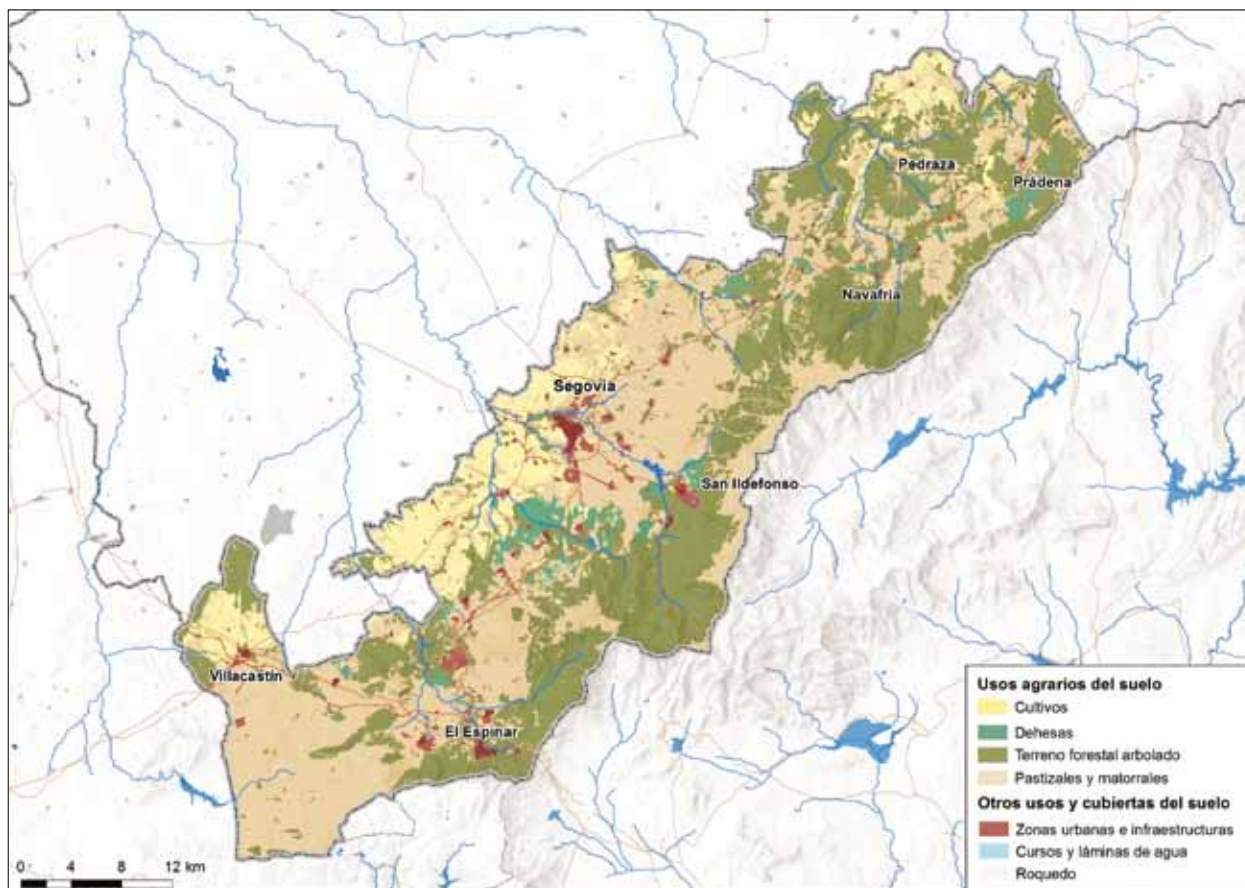 Pedraza
Prádena
Navafría
Segovia
San Ildefonso
Villacastín
El Espinar
Usos agrarios del suelo
Cultivos
Dehesas
Terreno forestal arbolado
Pastizales y matorrales
Otros usos y cubiertas del suelo
Zonas urbanas e infraestructuras
Cursos y láminas de agua
Roquedo
0 4 8 12 km